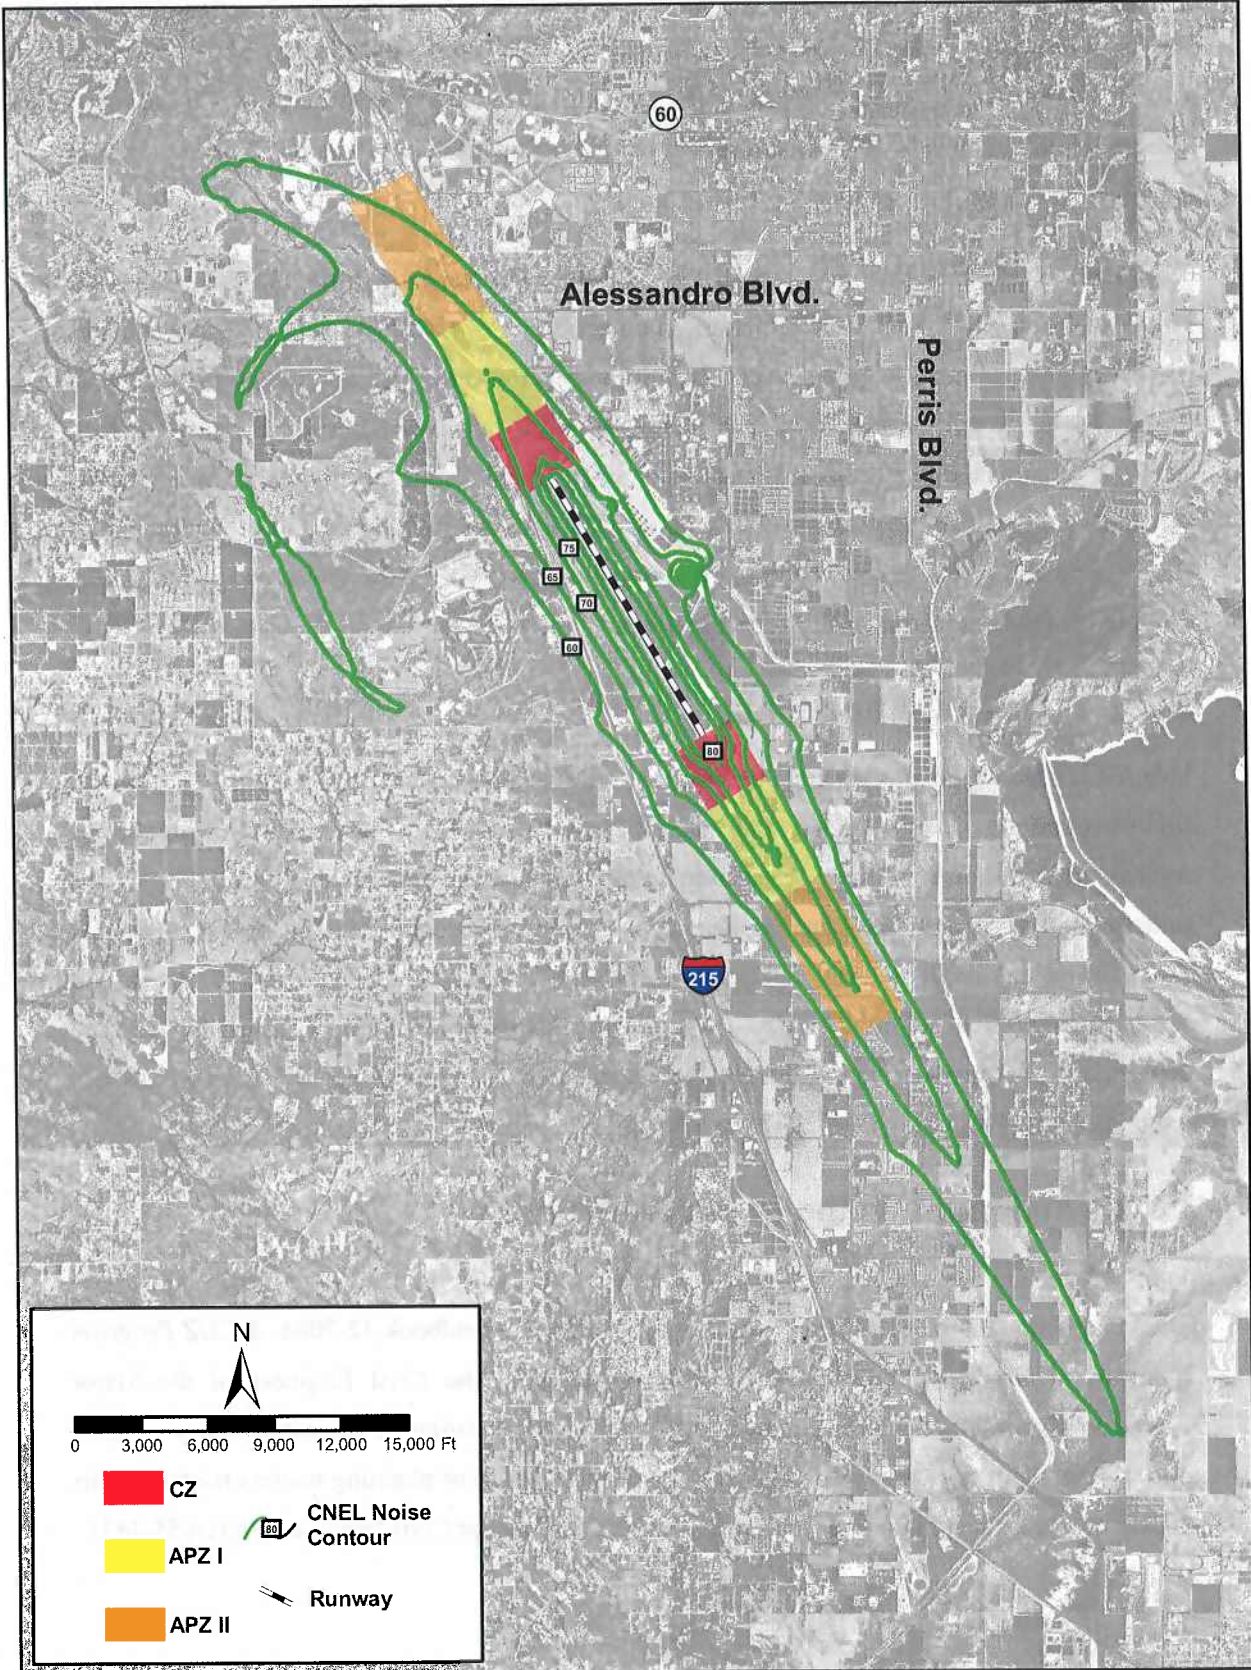 60
Alessandro Blvd.
Perris Blvd.
75
65
70
60
80
215
N
0 3,000 6,000 9,000 12,000 15,000 Ft
CZ
80
CNEL Noise
Contour
APZ I
Runway
APZ II